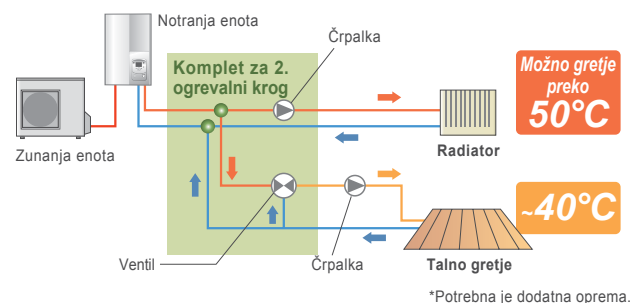 Notranja enota
Črpalka
Komplet za 2.
ogrevalni krog
Možno gretje
preko
50°C
Zunanja enota
Radiator
~40°C
Ventil
Črpalka
Talno gretje
*Potrebna je dodatna oprema.